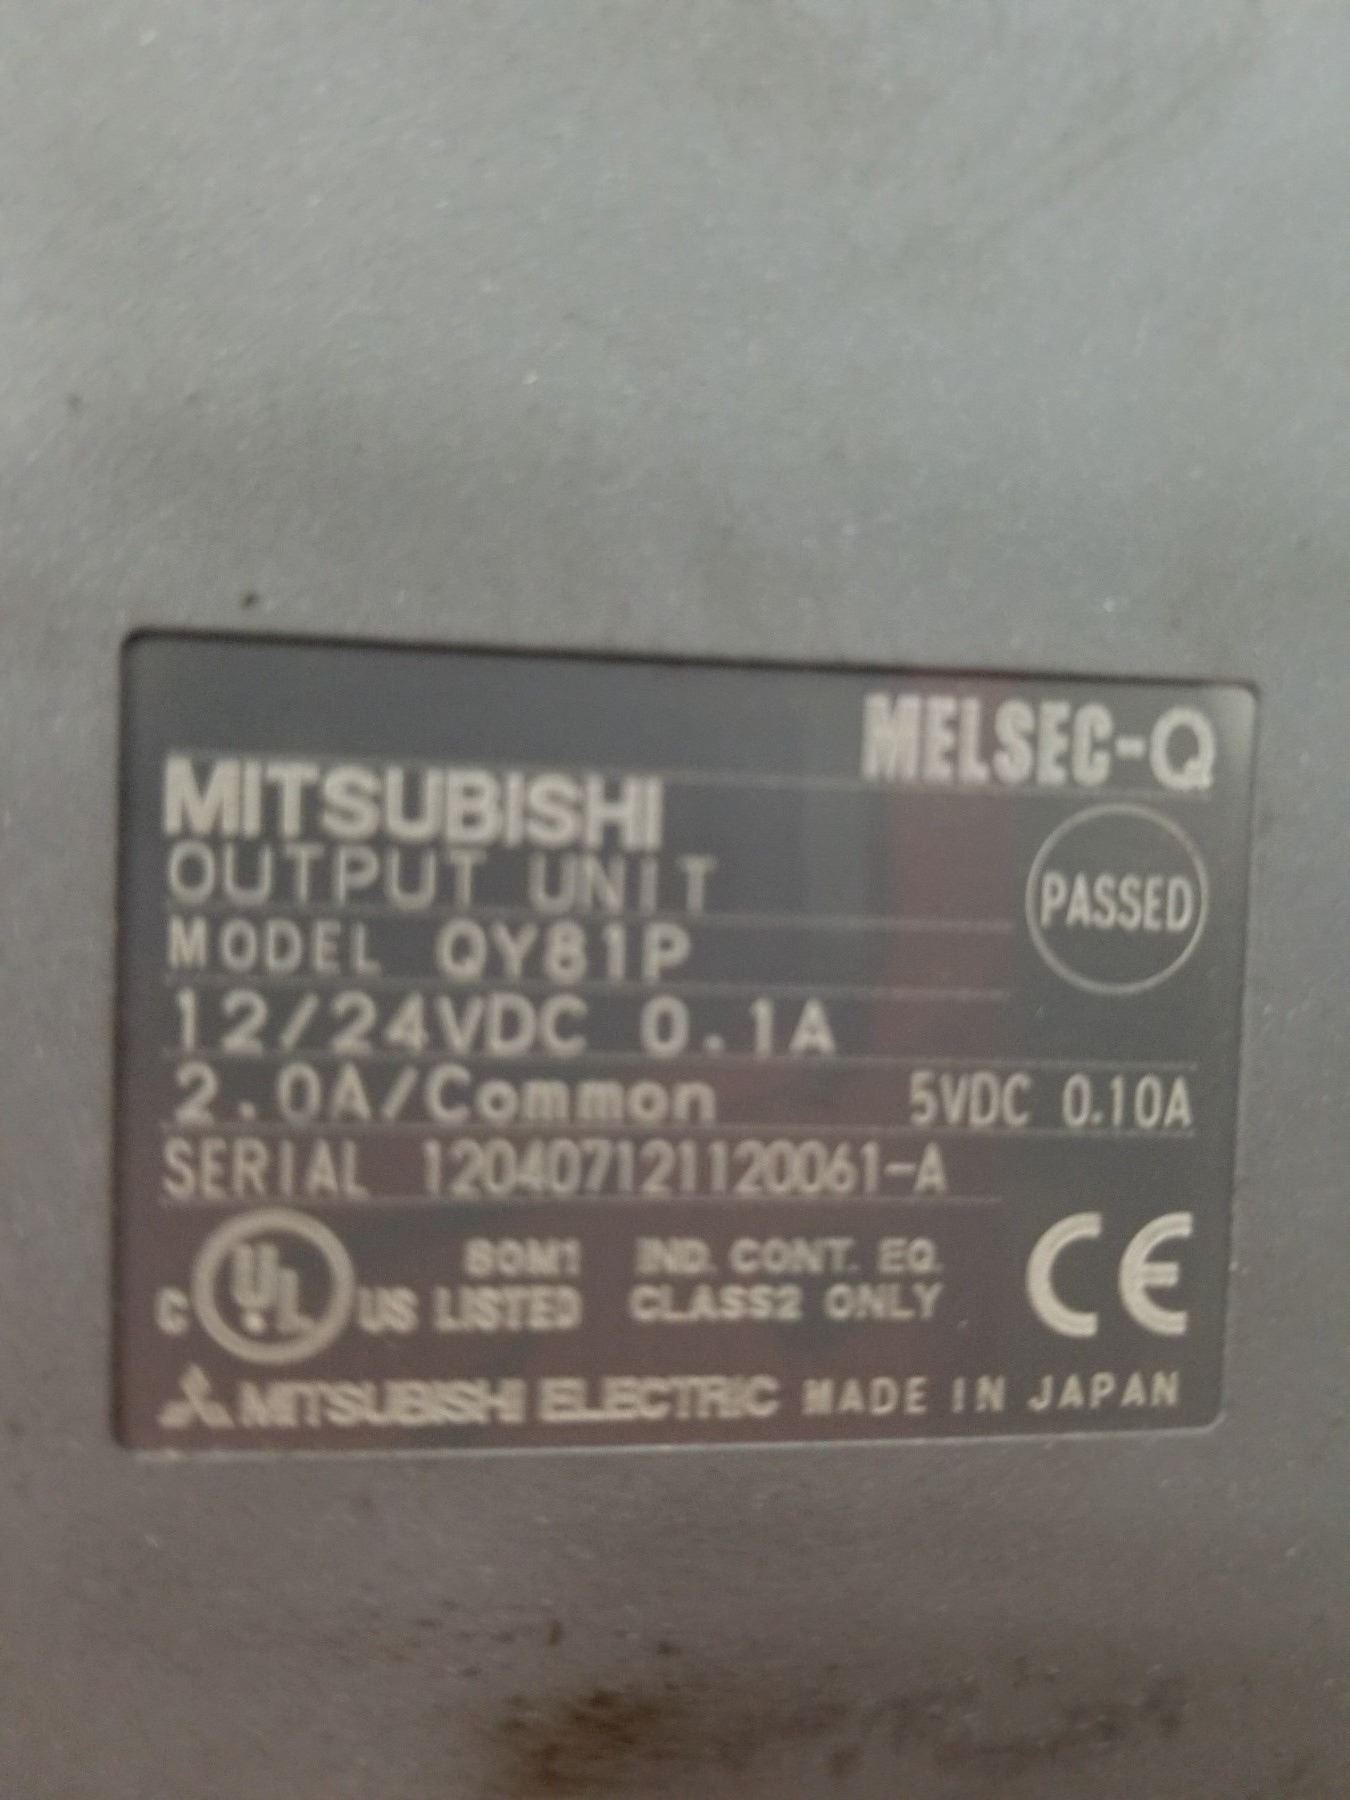 MELSEC-Q
MITSUBISHI
OUTPUT UNIT
PASSED
MODEL QY81P
12/24VDC 0.1A
2.0A/Common 5VDC 0.10A
SERIAL 120407121120061-A
C UL US LISTED 80M1 IND. CONT. EQ.
CLASS2 ONLY
CE
MITSUBISHI ELECTRIC MADE IN JAPAN